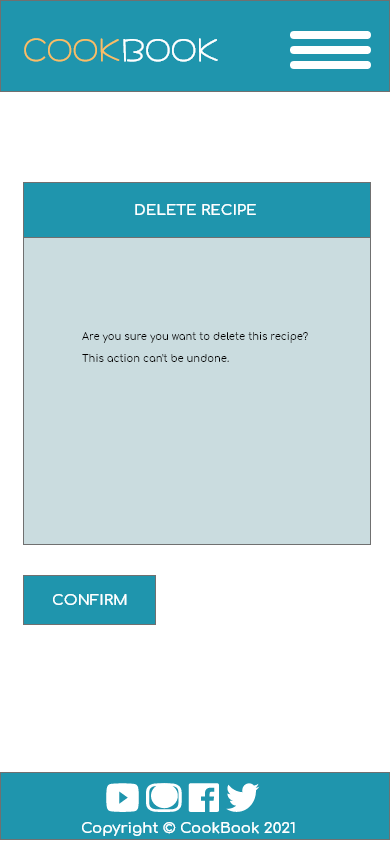 COOKBOOK
DELETE RECIPE
Are you sure you want to delete this recipe?
This action can't be undone.
CONFIRM
Copyright © CookBook 2021